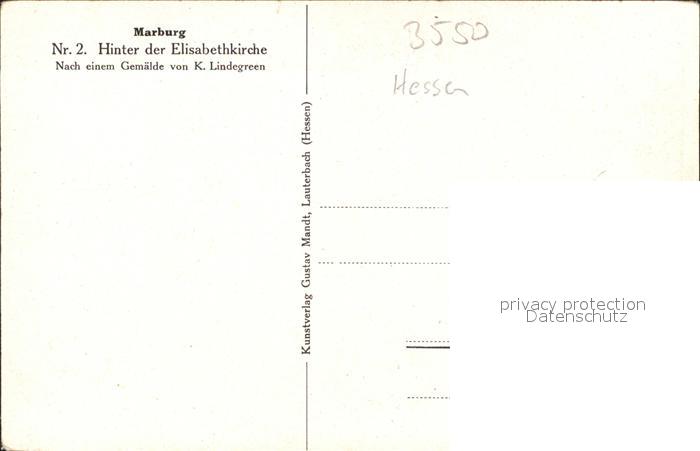 Marburg
Nr. 2. Hinter der Elisabethkirche
Nach einem Gemälde von K. Lindegreen
Kunstverlag Gustav Mandt, Lauterbach (Hessen)
3550
Hessen
privacy protection
Datenschutz